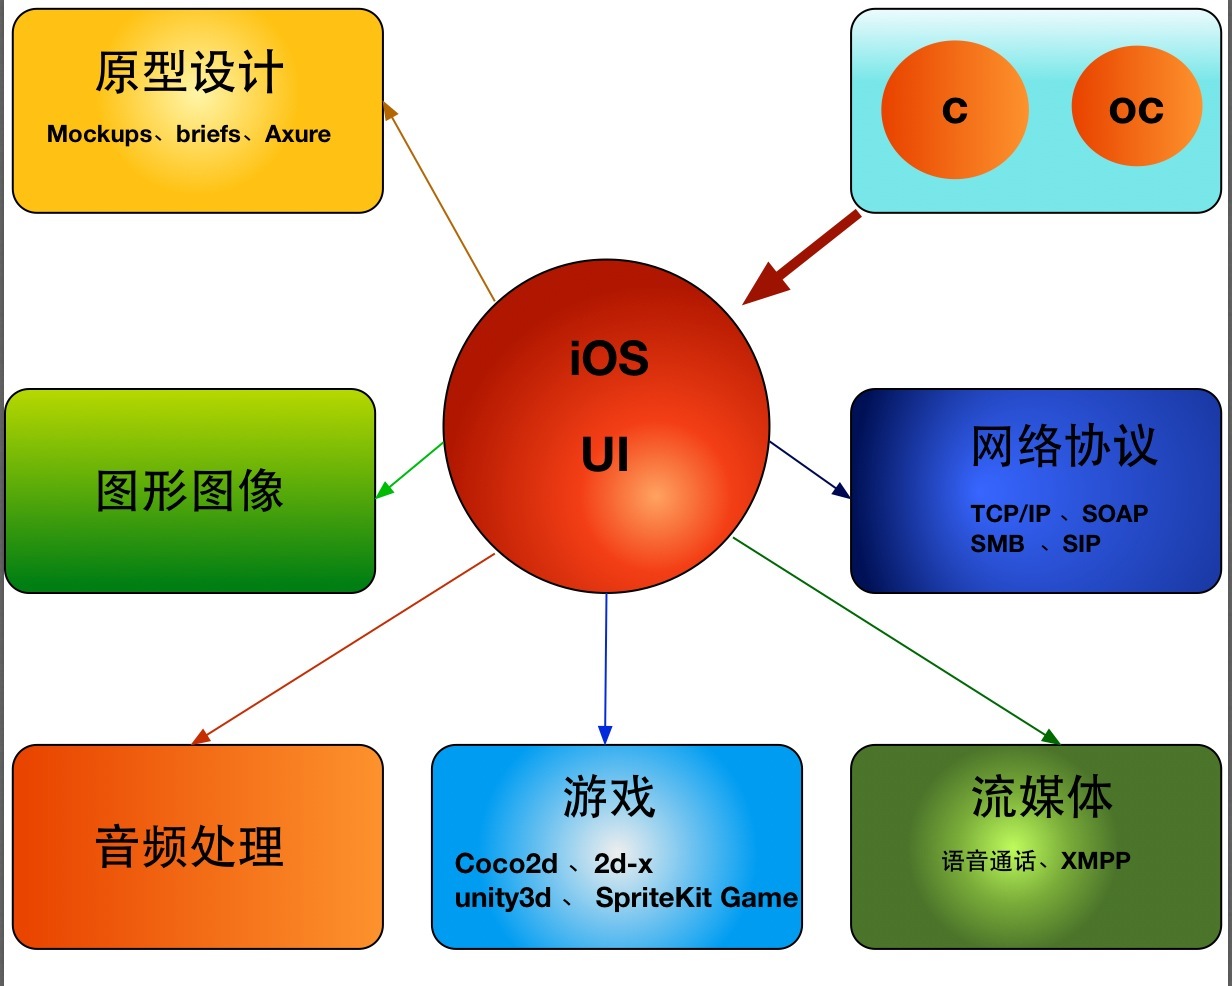 原型设计
Mockups、briefs、Axure
C
OC
iOS
UI
图形图像
网络协议
TCP/IP 、SOAP
SMB 、SIP
音频处理
游戏
Coco2d 、2d-x
unity3d 、 SpriteKit Game
流媒体
语音通话、XMPP